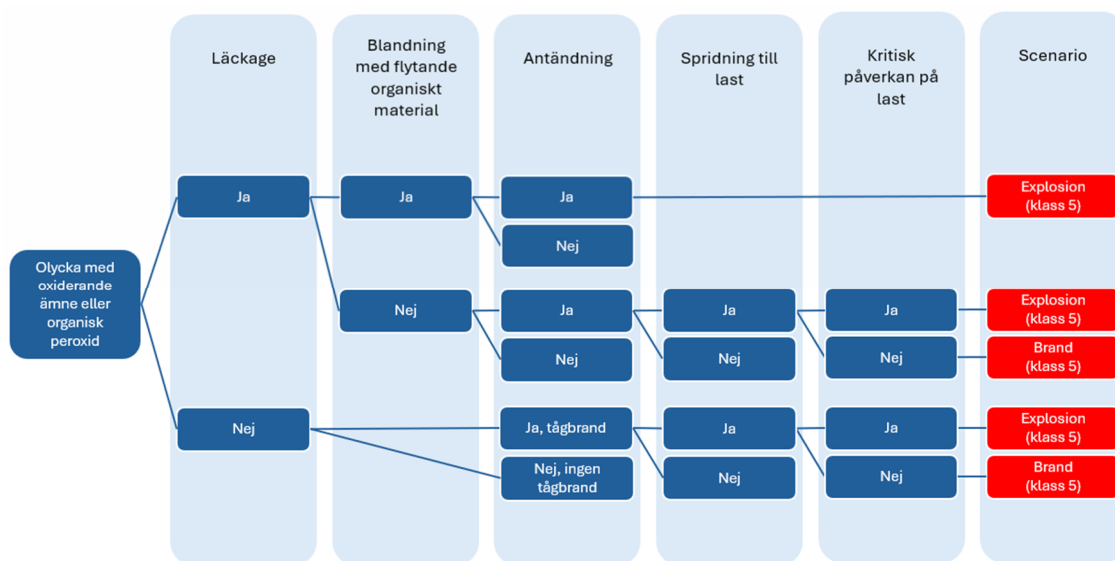 Läckage
Blandning
med flytande
organiskt
material
Antändning
Spridning till
last
Kritisk
påverkan på
last
Scenario
Olycka med
oxiderande
ämne eller
organisk
peroxid
Ja
Ja
Ja
Explosion
(klass 5)
Nej
Nej
Ja
Ja
Ja
Explosion
(klass 5)
Nej
Nej
Nej
Brand
(klass 5)
Nej
Ja, tågbrand
Ja
Ja
Explosion
(klass 5)
Nej, ingen
tågbrand
Nej
Nej
Brand
(klass 5)